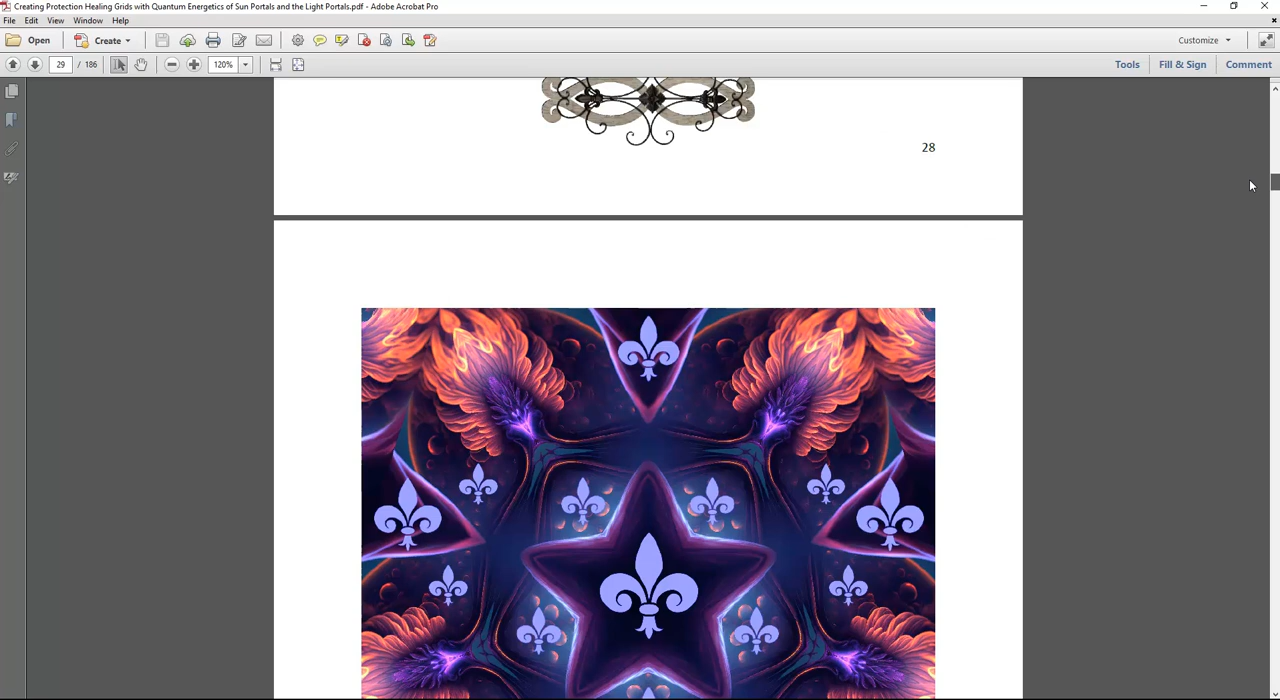 Creating Protection Healing Grids with Quantum Energetics of Sun Portals and the Light Portals.pdf - Adobe Acrobat Pro
File Edit View Window Help
Open Create Customize
29 / 186 120% Tools Fill & Sign Comment
28